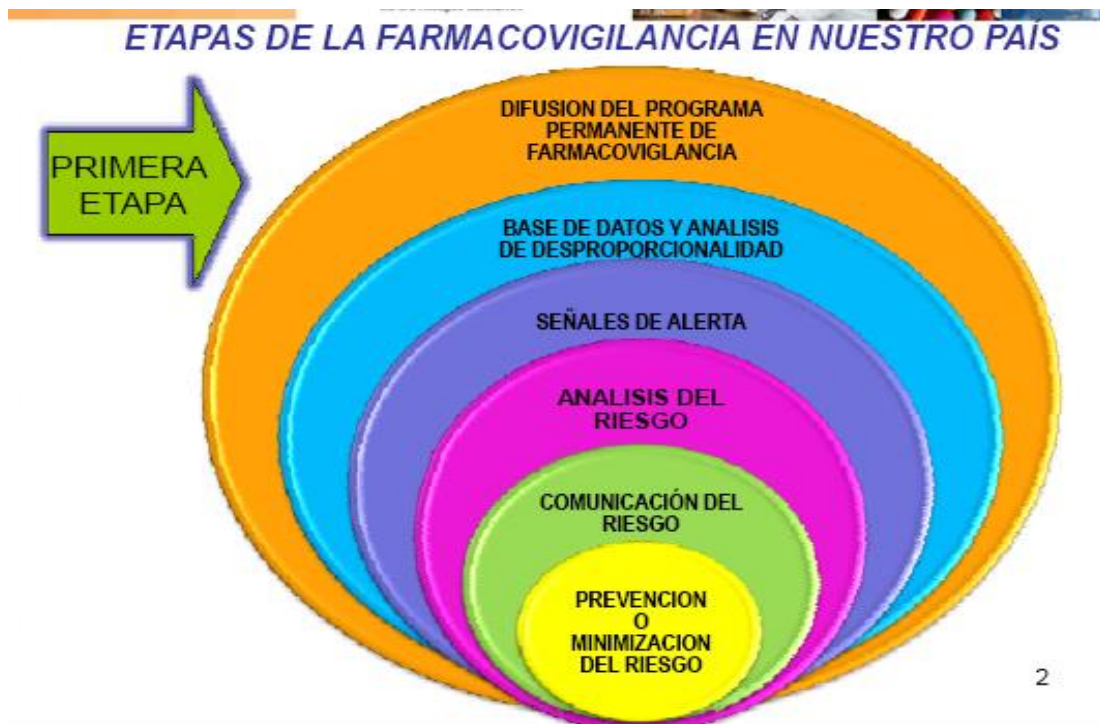 ETAPAS DE LA FARMACOVIGILANCIA EN NUESTRO PAÍS
PRIMERA
ETAPA
DIFUSION DEL PROGRAMA
PERMANENTE DE
FARMACOVIGLANCIA
BASE DE DATOS Y ANALISIS
DE DESPROPORCIONALIDAD
SEÑALES DE ALERTA
ANALISIS DEL
RIESGO
COMUNICACIÓN DEL
RIESGO
PREVENCION
O
MINIMIZACION
DEL RIESGO
2